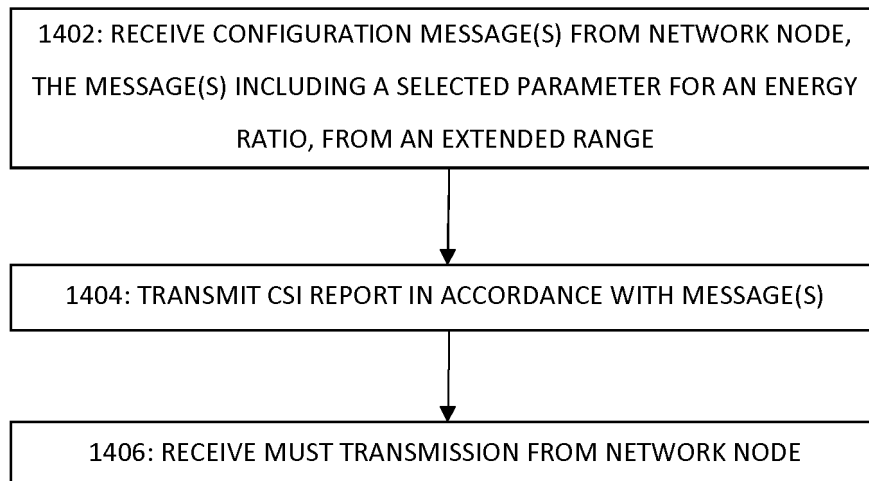 1402: RECEIVE CONFIGURATION MESSAGE(S) FROM NETWORK NODE,
THE MESSAGE(S) INCLUDING A SELECTED PARAMETER FOR AN ENERGY
RATIO, FROM AN EXTENDED RANGE
1404: TRANSMIT CSI REPORT IN ACCORDANCE WITH MESSAGE(S)
1406: RECEIVE MUST TRANSMISSION FROM NETWORK NODE